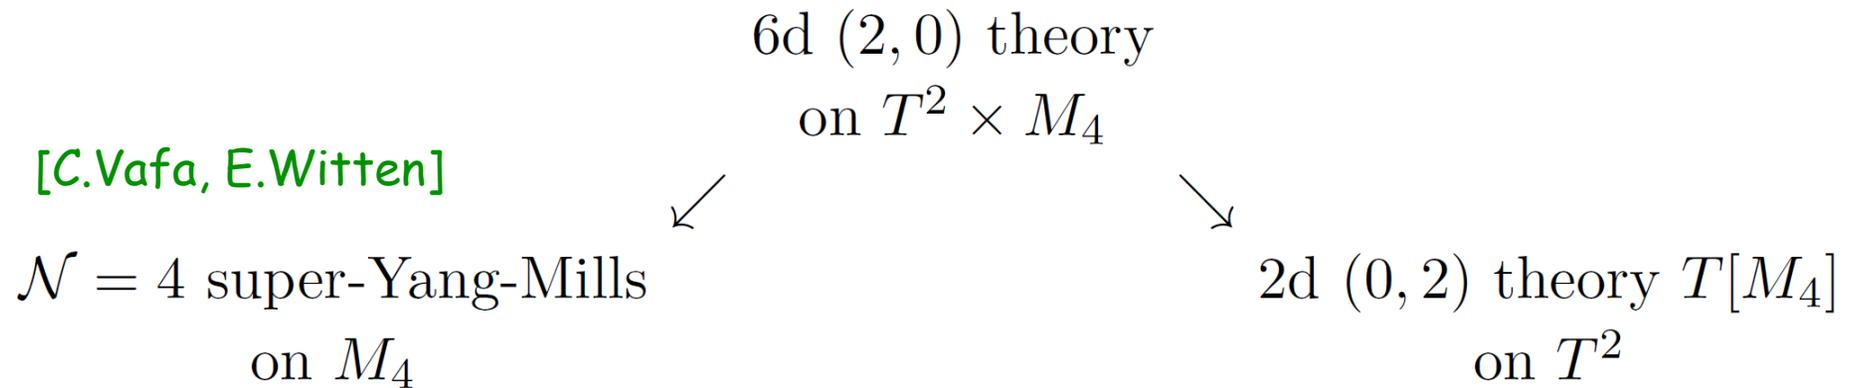 6d (2, 0) theory
on T² × M₄
[C.Vafa, E.Witten]
𝒩 = 4 super-Yang-Mills
on M₄
2d (0, 2) theory T[M₄]
on T²